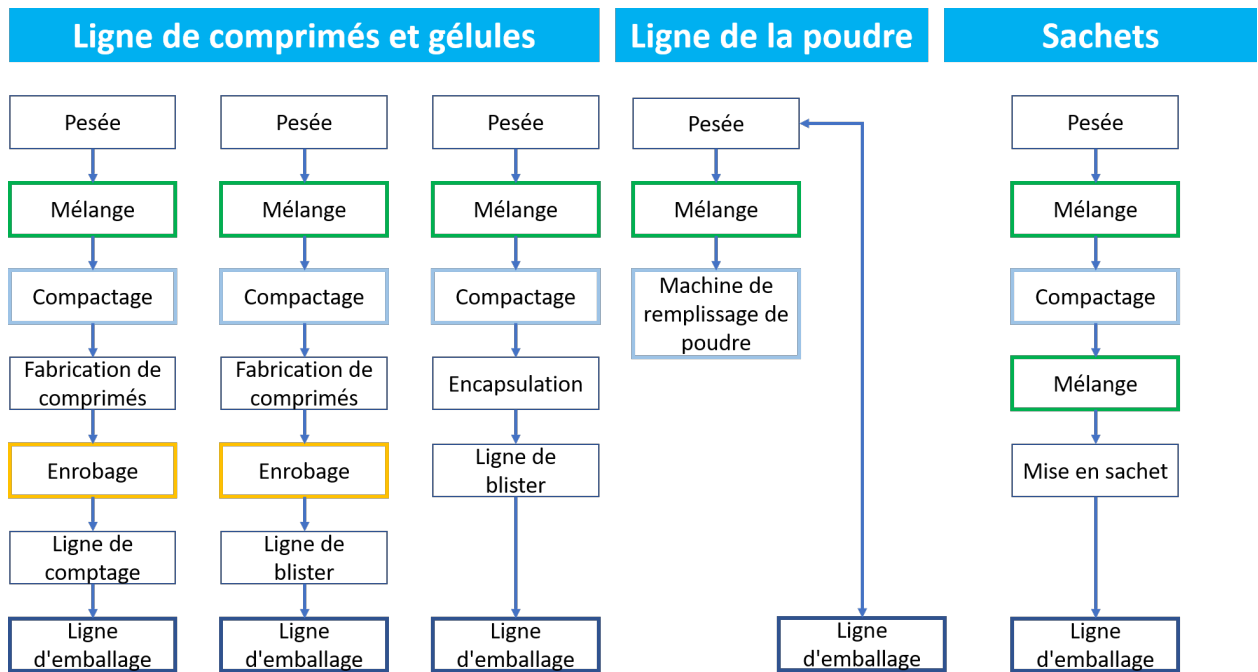 Ligne de comprimés et gélules
Ligne de la poudre
Sachets
Pesée
Mélange
Compactage
Fabrication de
comprimés
Enrobage
Ligne de
comptage
Ligne
d'emballage
Pesée
Mélange
Compactage
Fabrication de
comprimés
Enrobage
Ligne de
blister
Ligne
d'emballage
Pesée
Mélange
Compactage
Encapsulation
Ligne de
blister
Ligne
d'emballage
Pesée
Mélange
Machine de
remplissage de
poudre
Ligne
d'emballage
Pesée
Mélange
Compactage
Mélange
Mise en sachet
Ligne
d'emballage